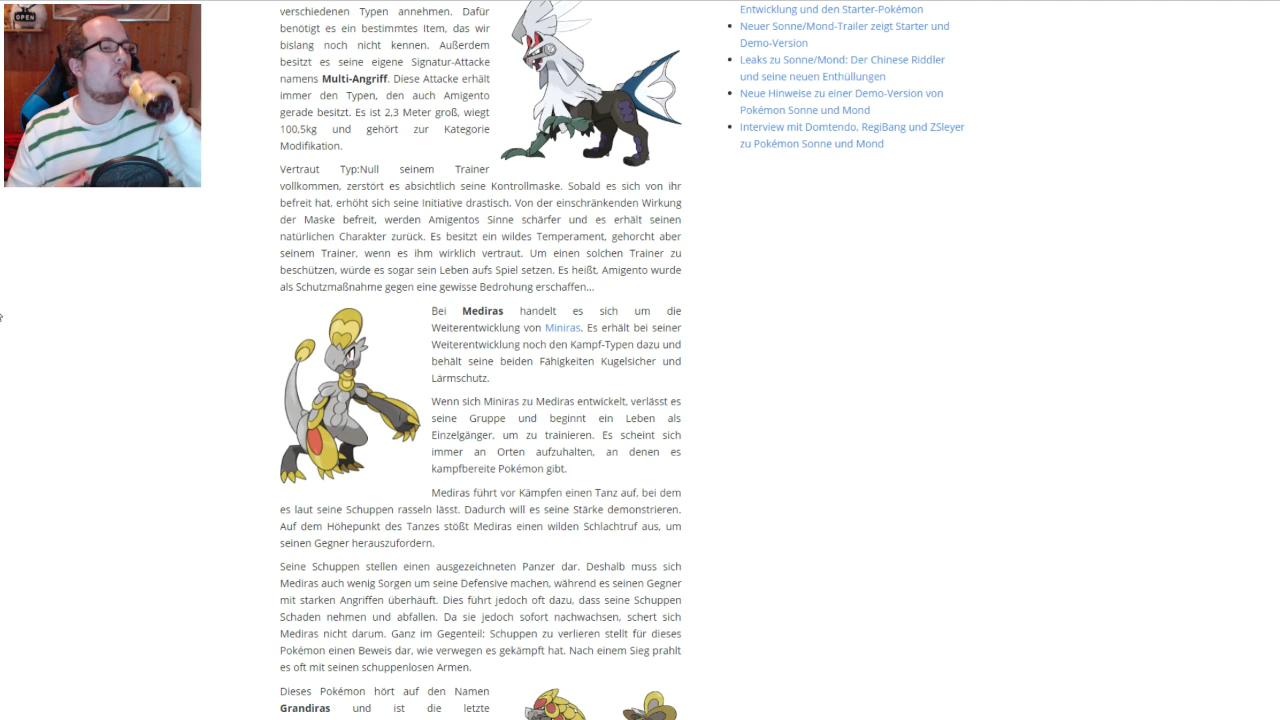 OPEN
verschiedenen Typen annehmen. Dafür
benötigt es ein bestimmtes Item, das wir
bislang noch nicht kennen. Außerdem
besitzt es seine eigene Signatur-Attacke
namens Multi-Angriff. Diese Attacke erhält
immer den Typen, den auch Amigento
gerade besitzt. Es ist 2,3 Meter groß, wiegt
100,5kg und gehört zur Kategorie
Modifikation.
Vertraut Typ:Null seinem Trainer
vollkommen, zerstört es absichtlich seine Kontrollmaske. Sobald es sich von ihr
befreit hat, erhöht sich seine Initiative drastisch. Von der einschränkenden Wirkung
der Maske befreit, werden Amigentos Sinne schärfer und es erhält seinen
natürlichen Charakter zurück. Es besitzt ein wildes Temperament, gehorcht aber
seinem Trainer, wenn es ihm wirklich vertraut. Um einen solchen Trainer zu
beschützen, würde es sogar sein Leben aufs Spiel setzen. Es heißt, Amigento wurde
als Schutzmaßnahme gegen eine gewisse Bedrohung erschaffen...
Bei Mediras handelt es sich um die
Weiterentwicklung von Miniras. Es erhält bei seiner
Weiterentwicklung noch den Kampf-Typen dazu und
behält seine beiden Fähigkeiten Kugelsicher und
Lärmschutz.
Wenn sich Miniras zu Mediras entwickelt, verlässt es
seine Gruppe und beginnt ein Leben als
Einzelgänger, um zu trainieren. Es scheint sich
immer an Orten aufzuhalten, an denen es
kampfbereite Pokémon gibt.
Mediras führt vor Kämpfen einen Tanz auf, bei dem
es laut seine Schuppen rasseln lässt. Dadurch will es seine Stärke demonstrieren.
Auf dem Höhepunkt des Tanzes stößt Mediras einen wilden Schlachtruf aus, um
seinen Gegner herauszufordern.
Seine Schuppen stellen einen ausgezeichneten Panzer dar. Deshalb muss sich
Mediras auch wenig Sorgen um seine Defensive machen, während es seinen Gegner
mit starken Angriffen überhäuft. Dies führt jedoch oft dazu, dass seine Schuppen
Schaden nehmen und abfallen. Da sie jedoch sofort nachwachsen, schert sich
Mediras nicht darum. Ganz im Gegenteil: Schuppen zu verlieren stellt für dieses
Pokémon einen Beweis dar, wie verwegen es gekämpft hat. Nach einem Sieg prahlt
es oft mit seinen schuppenlosen Armen.
Dieses Pokémon hört auf den Namen
Grandiras und ist die letzte
Entwicklung und den Starter-Pokémon
Neuer Sonne/Mond-Trailer zeigt Starter und
Demo-Version
Leaks zu Sonne/Mond: Der Chinese Riddler
und seine neuen Enthüllungen
Neue Hinweise zu einer Demo-Version von
Pokémon Sonne und Mond
Interview mit Domtendo, RegiBang und ZSleyer
zu Pokémon Sonne und Mond